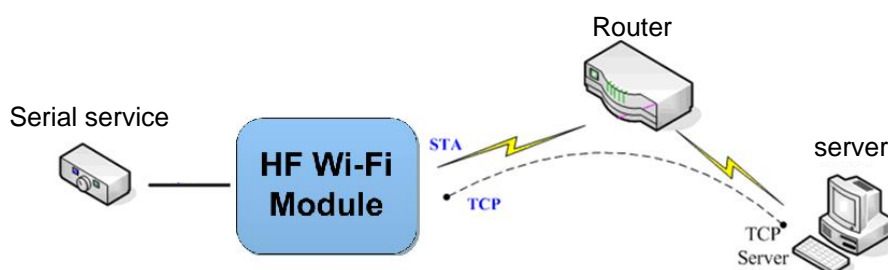 Router
Serial service
HF Wi-Fi
Module
STA
TCP
server
TCP
Server